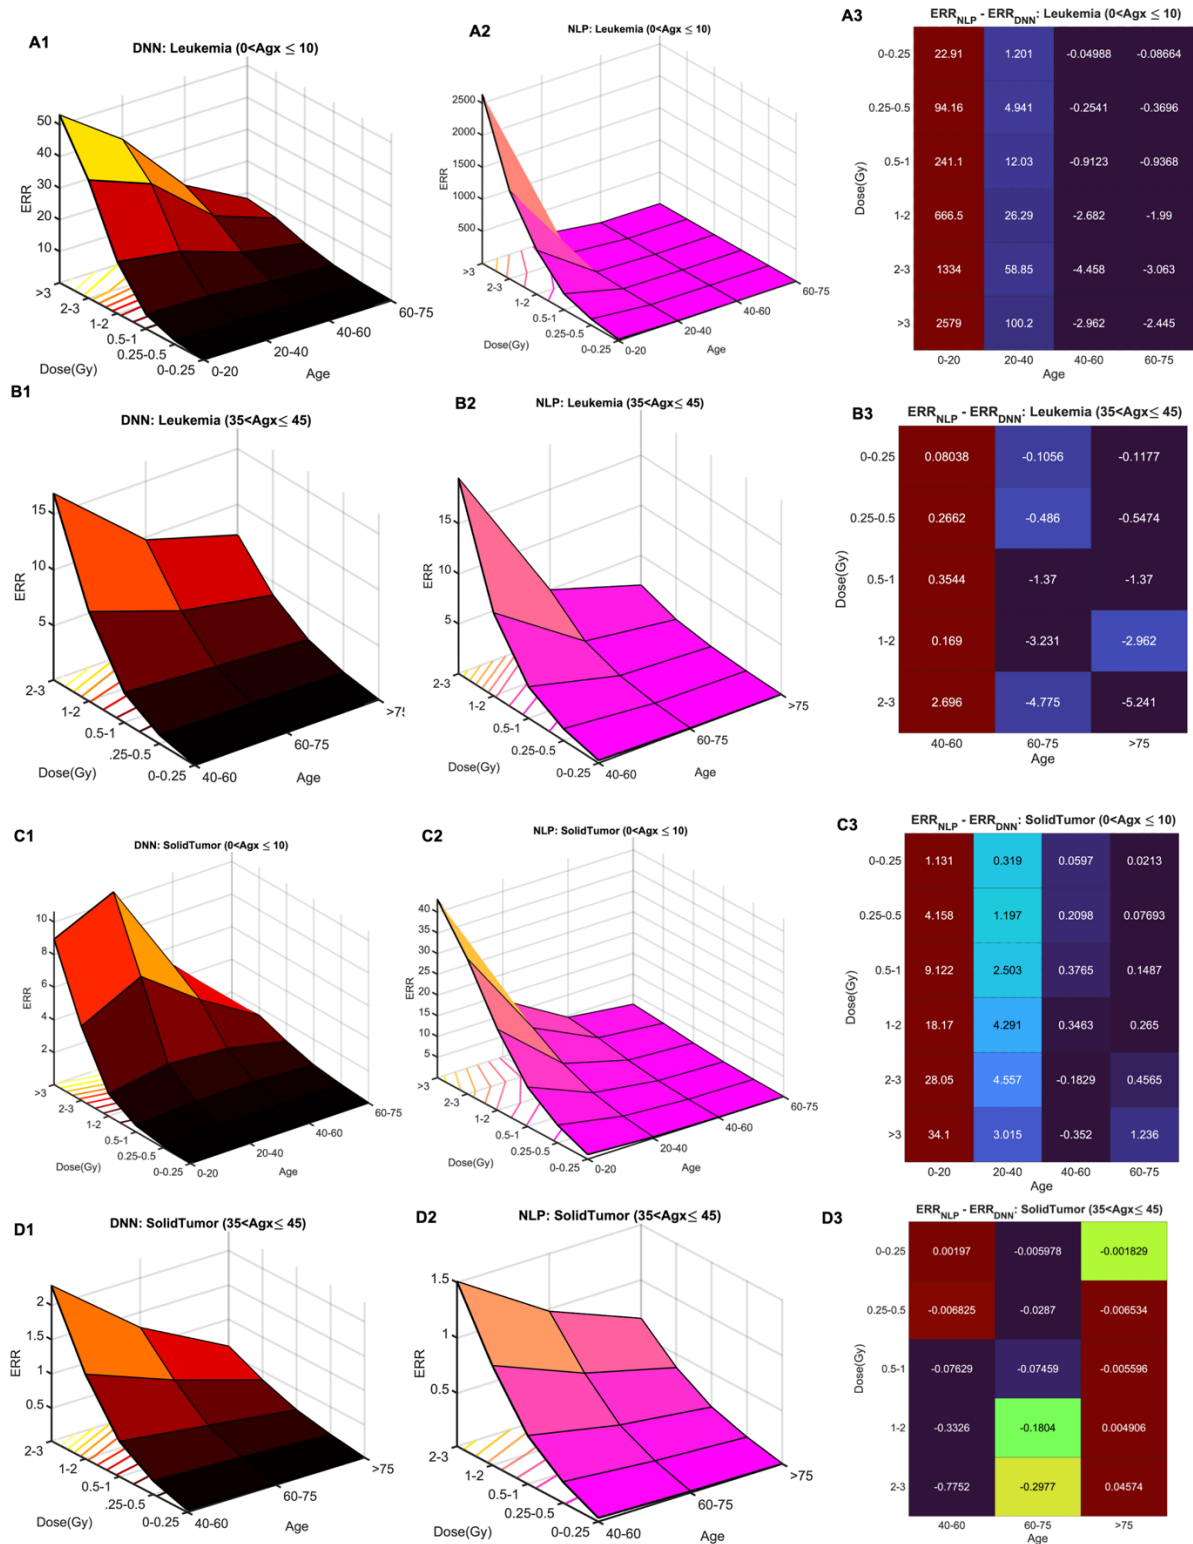 A1
DNN: Leukemia (0<Agx ≤ 10)
ERR
50
40
30
20
10
>3
2-3
1-2
0.5-1
0.25-0.5
0-0.25
Dose(Gy)
0-20
20-40
40-60
60-75
Age
A2
NLP: Leukemia (0<Agx ≤ 10)
ERR
2500
2000
1500
1000
500
>3
2-3
1-2
0.5-1
0.25-0.5
0-0.25
Dose(Gy)
0-20
20-40
40-60
60-75
Age
A3
ERR_NLP - ERR_DNN: Leukemia (0<Agx ≤ 10)
0-0.25 22.91 1.201 -0.04988 -0.08664
0.25-0.5 94.16 4.941 -0.2541 -0.3696
0.5-1 241.1 12.03 -0.9123 -0.9368
1-2 666.5 26.29 -2.682 -1.99
2-3 1334 58.85 -4.458 -3.063
>3 2579 100.2 -2.962 -2.445
0-20 20-40 40-60 60-75
Age
Dose(Gy)
B1
DNN: Leukemia (35<Agx≤ 45)
ERR
15
10
5
2-3
1-2
0.5-1
.25-0.5
0-0.25
Dose(Gy)
40-60
60-75
>75
Age
B2
NLP: Leukemia (35<Agx≤ 45)
ERR
15
10
5
2-3
1-2
0.5-1
0.25-0.5
0-0.25
Dose(Gy)
40-60
60-75
>75
Age
B3
ERR_NLP - ERR_DNN: Leukemia (35<Agx≤ 45)
0-0.25 0.08038 -0.1056 -0.1177
0.25-0.5 0.2662 -0.486 -0.5474
0.5-1 0.3544 -1.37 -1.37
1-2 0.169 -3.231 -2.962
2-3 2.696 -4.775 -5.241
40-60 60-75 >75
Age
Dose(Gy)
C1
DNN: SolidTumor (0<Agx ≤ 10)
ERR
10
8
6
4
2
>3
2-3
1-2
0.5-1
0.25-0.5
0-0.25
Dose(Gy)
0-20
20-40
40-60
60-75
Age
C2
NLP: SolidTumor (0<Agx ≤ 10)
ERR
40
35
30
25
20
15
10
5
>3
2-3
1-2
0.5-1
0.25-0.5
0-0.25
Dose(Gy)
0-20
20-40
40-60
60-75
Age
C3
ERR_NLP - ERR_DNN: SolidTumor (0<Agx ≤ 10)
0-0.25 1.131 0.319 0.0597 0.0213
0.25-0.5 4.158 1.197 0.2098 0.07693
0.5-1 9.122 2.503 0.3765 0.1487
1-2 18.17 4.291 0.3463 0.265
2-3 28.05 4.557 -0.1829 0.4565
>3 34.1 3.015 -0.352 1.236
0-20 20-40 40-60 60-75
Age
Dose(Gy)
D1
DNN: SolidTumor (35<Agx≤ 45)
ERR
2
1.5
1
0.5
2-3
1-2
0.5-1
.25-0.5
0-0.25
Dose(Gy)
40-60
60-75
>75
Age
D2
NLP: SolidTumor (35<Agx≤ 45)
ERR
1.5
1
0.5
2-3
1-2
0.5-1
.25-0.5
0-0.25
Dose(Gy)
40-60
60-75
>75
Age
D3
ERR_NLP - ERR_DNN: SolidTumor (35<Agx≤ 45)
0-0.25 0.00197 -0.005978 -0.001829
0.25-0.5 -0.006825 -0.0287 -0.006534
0.5-1 -0.07629 -0.07459 -0.005596
1-2 -0.3326 -0.1804 0.004906
2-3 -0.7752 -0.2977 0.04574
40-60 60-75 >75
Age
Dose(Gy)